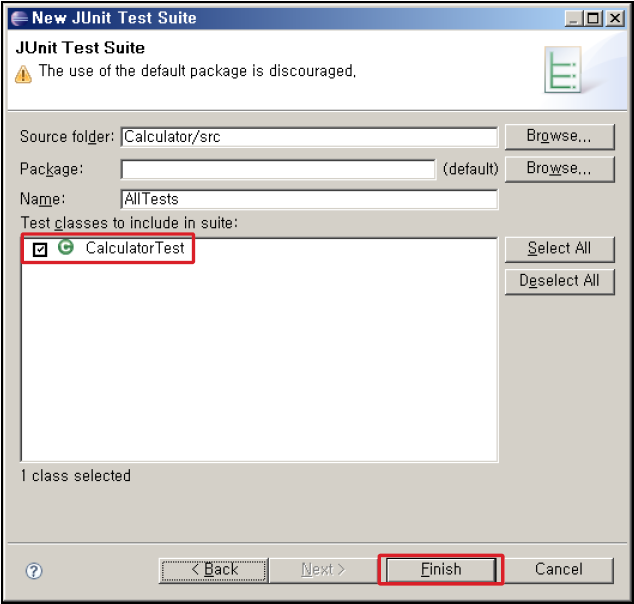 New JUnit Test Suite
JUnit Test Suite
The use of the default package is discouraged.
Source folder: Calculator/src Browse...
Package: (default) Browse...
Name: AllTests
Test classes to include in suite:
CalculatorTest Select All
Deselect All
1 class selected
? < Back Next > Finish Cancel